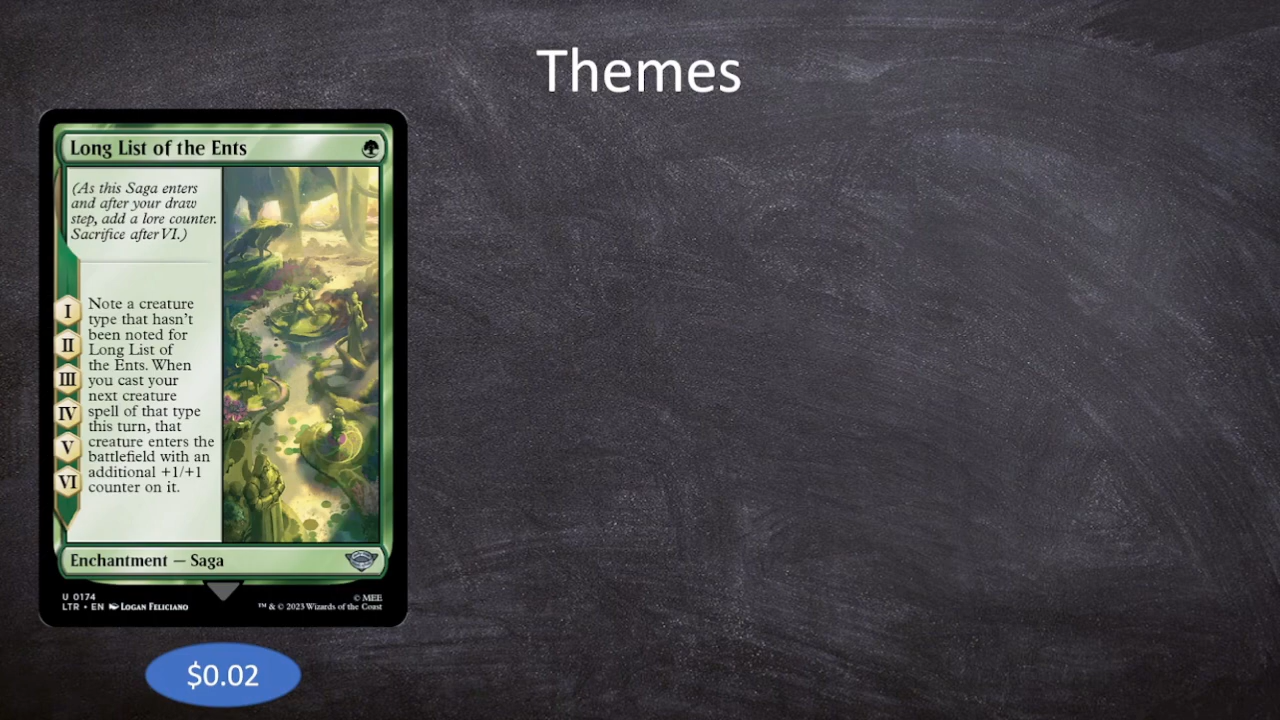 Themes
Long List of the Ents
(As this Saga enters
and after your draw
step, add a lore counter.
Sacrifice after VI.)
I
II
III
IV
V
VI
Note a creature
type that hasn't
been noted for
Long List of
the Ents. When
you cast your
next creature
spell of that type
this turn, that
creature enters the
battlefield with an
additional +1/+1
counter on it.
Enchantment — Saga
U 0174
LTR • EN LOGAN FELICIANO
© MEE
™ & © 2023 Wizards of the Coast
$0.02